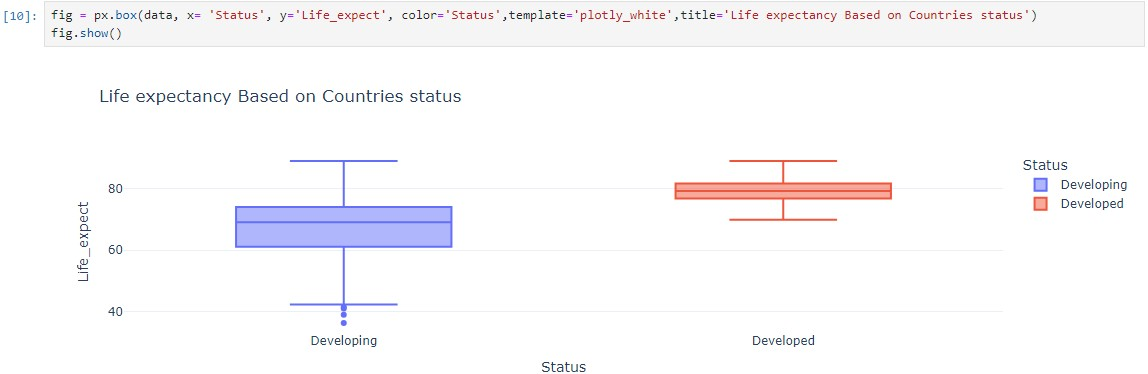 [10]: fig = px.box(data, x= 'Status', y='Life_expect', color='Status',template='plotly_white',title='Life expectancy Based on Countries status')
fig.show()
Life expectancy Based on Countries status
Life_expect
80
60
40
Developing
Developed
Status
Status
Developing
Developed